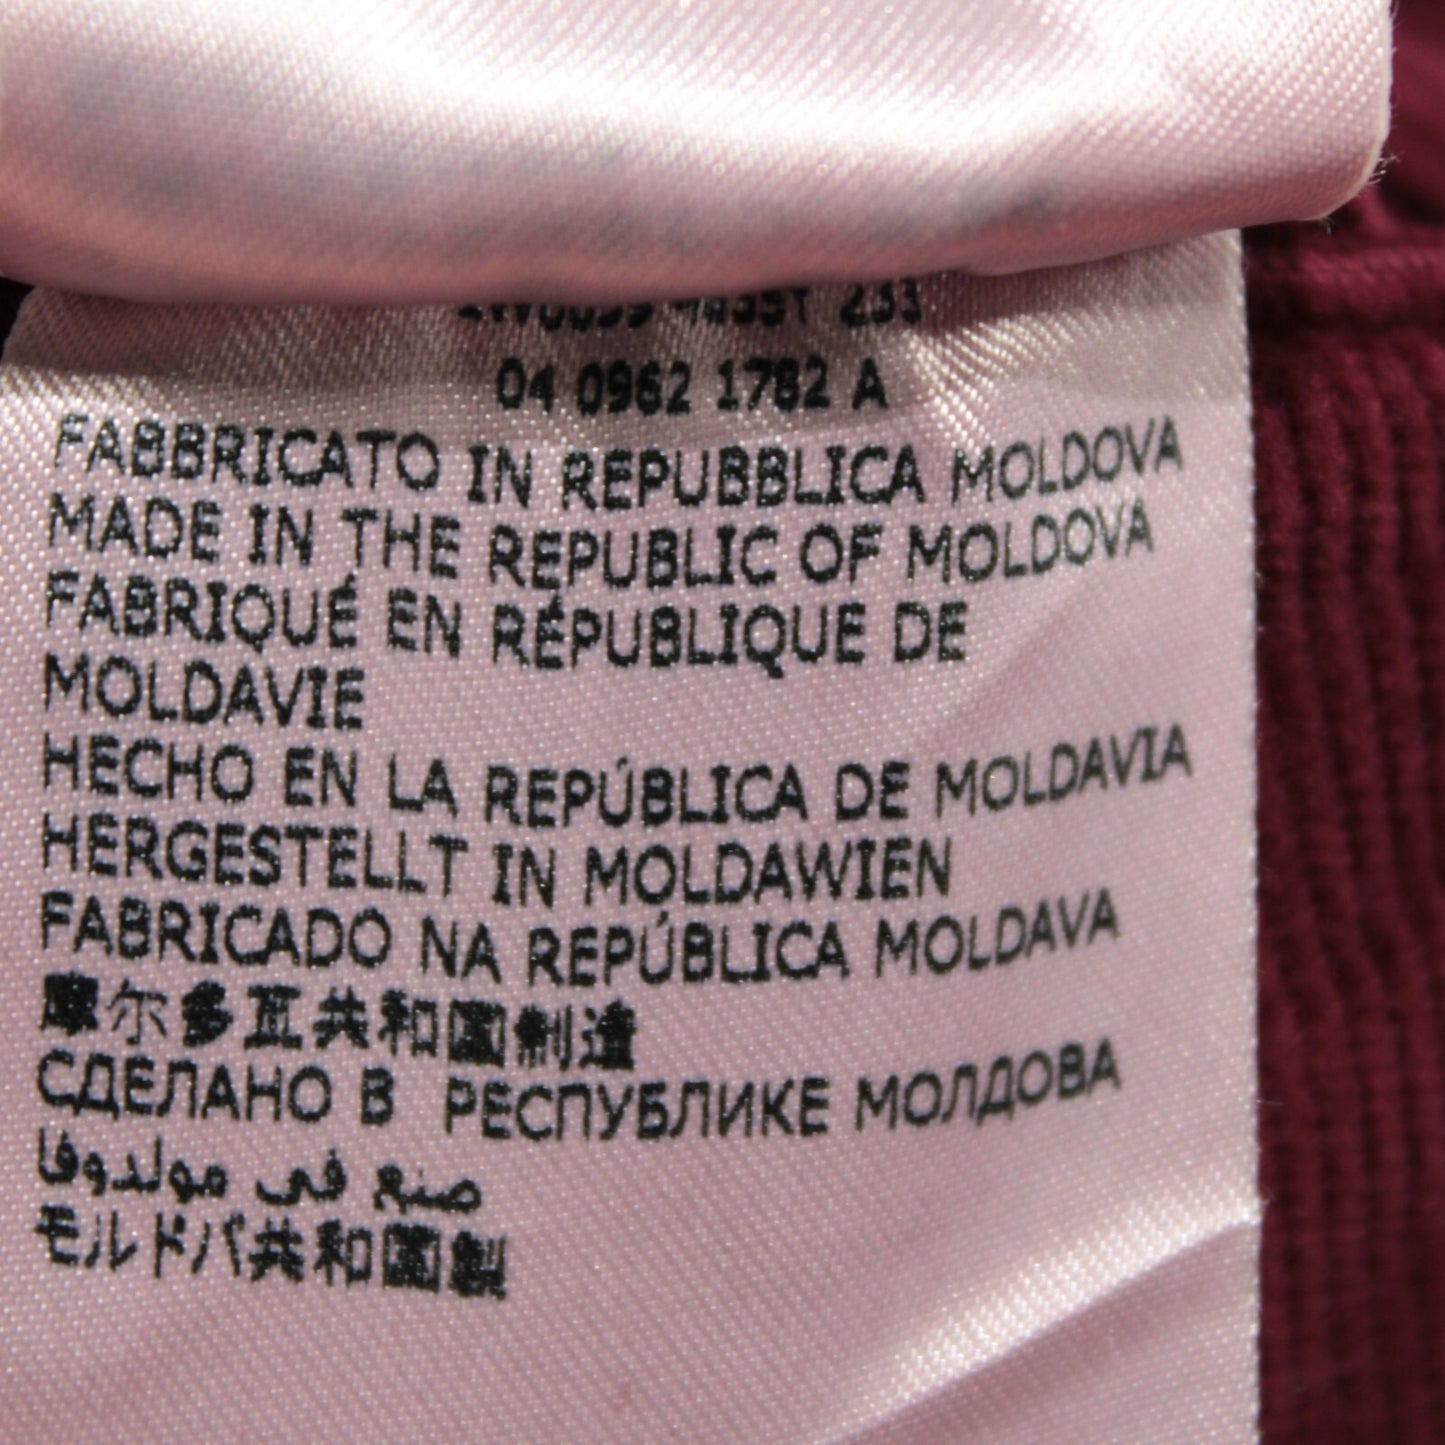 233
04 0962 1782 A
FABBRICATO IN REPUBBLICA MOLDOVA
MADE IN THE REPUBLIC OF MOLDOVA
FABRIQUÉ EN RÉPUBLIQUE DE
MOLDAVIE
HECHO EN LA REPÚBLICA DE MOLDAVIA
HERGESTELLT IN MOLDAWIEN
FABRICADO NA REPÚBLICA MOLDAVA
摩尔多瓦共和国制造
СДЕЛАНО В РЕСПУБЛИКЕ МОЛДОВА
صنع في مولدوفا
モルドバ共和国製